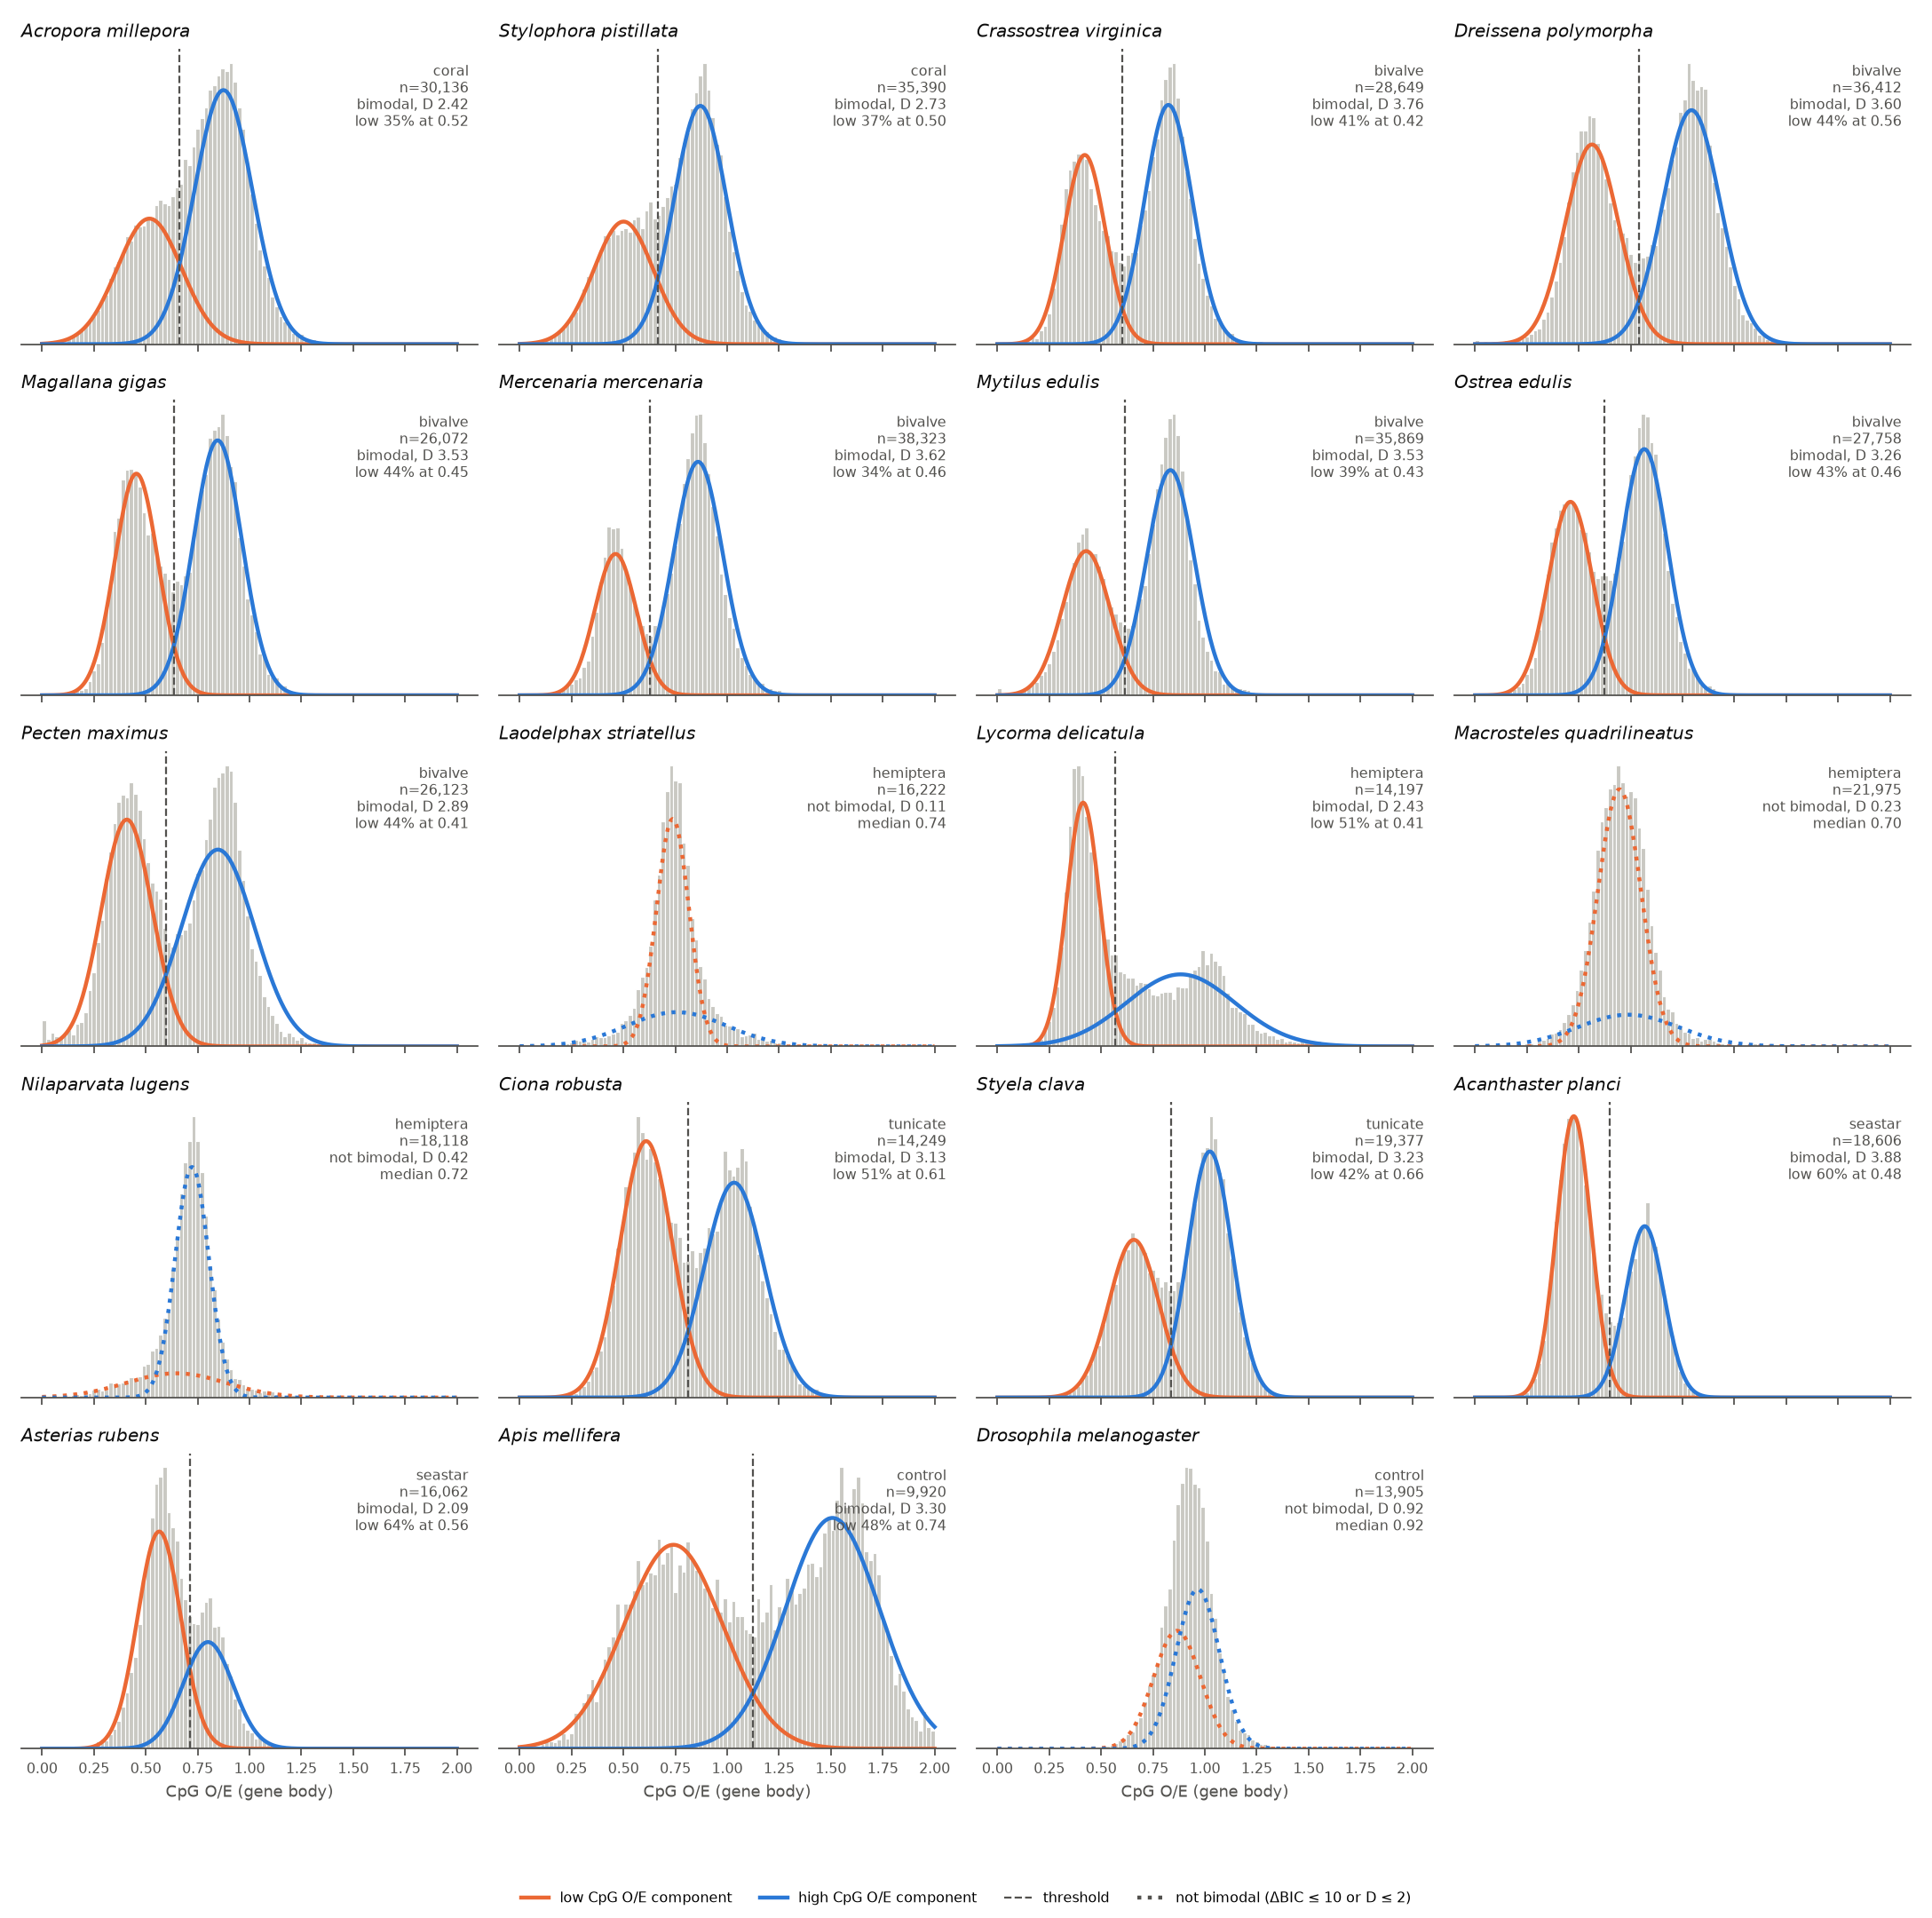 Acropora millepora
coral
n=30,136
bimodal, D 2.42
low 35% at 0.52
Stylophora pistillata
coral
n=35,390
bimodal, D 2.73
low 37% at 0.50
Crassostrea virginica
bivalve
n=28,649
bimodal, D 3.76
low 41% at 0.42
Dreissena polymorpha
bivalve
n=36,412
bimodal, D 3.60
low 44% at 0.56
Magallana gigas
bivalve
n=26,072
bimodal, D 3.53
low 44% at 0.45
Mercenaria mercenaria
bivalve
n=38,323
bimodal, D 3.62
low 34% at 0.46
Mytilus edulis
bivalve
n=35,869
bimodal, D 3.53
low 39% at 0.43
Ostrea edulis
bivalve
n=27,758
bimodal, D 3.26
low 43% at 0.46
Pecten maximus
bivalve
n=26,123
bimodal, D 2.89
low 44% at 0.41
Laodelphax striatellus
hemiptera
n=16,222
not bimodal, D 0.11
median 0.74
Lycorma delicatula
hemiptera
n=14,197
bimodal, D 2.43
low 51% at 0.41
Macrosteles quadrilineatus
hemiptera
n=21,975
not bimodal, D 0.23
median 0.70
Nilaparvata lugens
hemiptera
n=18,118
not bimodal, D 0.42
median 0.72
Ciona robusta
tunicate
n=14,249
bimodal, D 3.13
low 51% at 0.61
Styela clava
tunicate
n=19,377
bimodal, D 3.23
low 42% at 0.66
Acanthaster planci
seastar
n=18,606
bimodal, D 3.88
low 60% at 0.48
Asterias rubens
seastar
n=16,062
bimodal, D 2.09
low 64% at 0.56
0.00 0.25 0.50 0.75 1.00 1.25 1.50 1.75 2.00
CpG O/E (gene body)
Apis mellifera
control
n=9,920
bimodal, D 3.30
low 48% at 0.74
0.00 0.25 0.50 0.75 1.00 1.25 1.50 1.75 2.00
CpG O/E (gene body)
Drosophila melanogaster
control
n=13,905
not bimodal, D 0.92
median 0.92
0.00 0.25 0.50 0.75 1.00 1.25 1.50 1.75 2.00
CpG O/E (gene body)
low CpG O/E component high CpG O/E component threshold not bimodal (ΔBIC ≤ 10 or D ≤ 2)